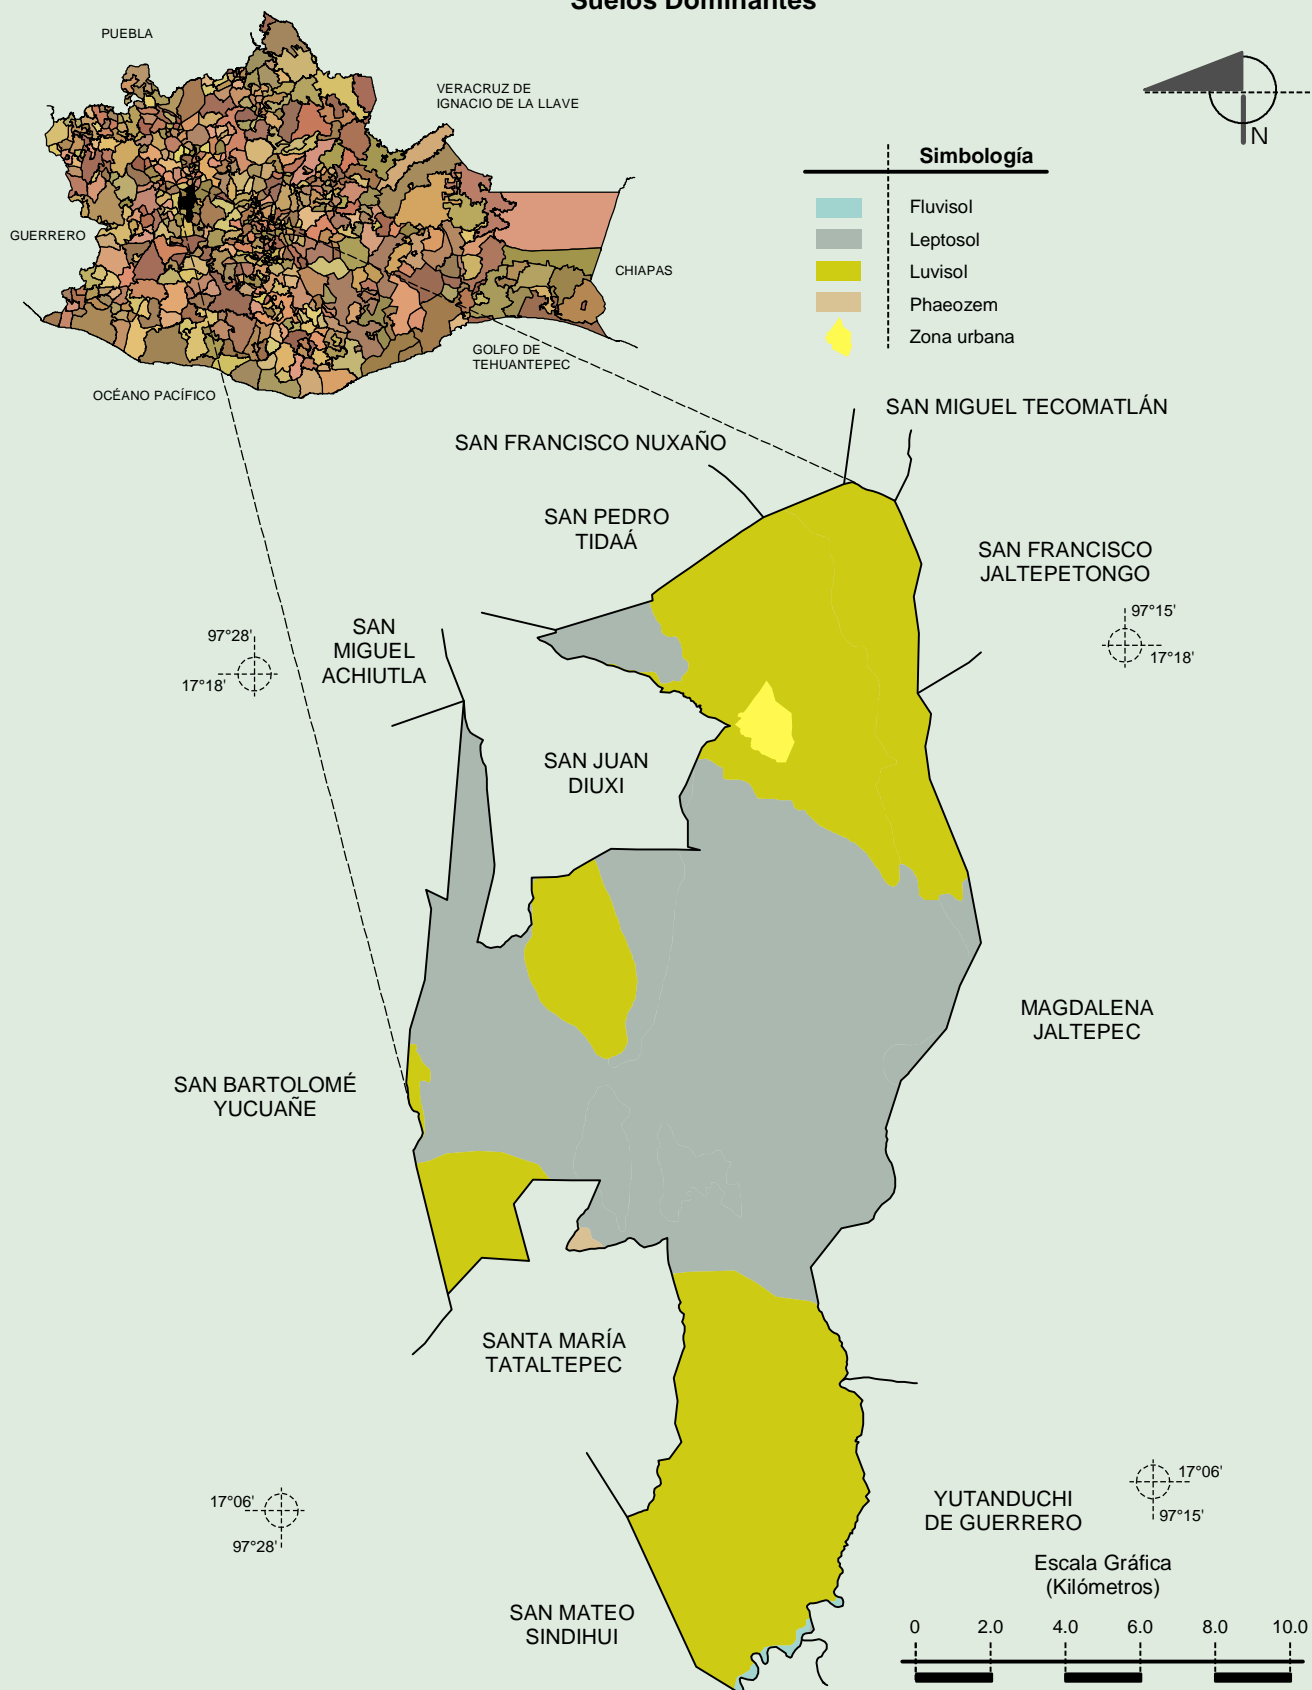 Suelos Dominantes
PUEBLA
VERACRUZ DE
IGNACIO DE LA LLAVE
GUERRERO
CHIAPAS
GOLFO DE
TEHUANTEPEC
OCÉANO PACÍFICO
N
Simbología
Fluvisol
Leptosol
Luvisol
Phaeozem
Zona urbana
SAN MIGUEL TECOMATLÁN
SAN FRANCISCO NUXAÑO
SAN PEDRO
TIDAÁ
SAN FRANCISCO
JALTEPETONGO
97°28'
17°18'
SAN
MIGUEL
ACHIUTLA
97°15'
17°18'
SAN JUAN
DIUXI
MAGDALENA
JALTEPEC
SAN BARTOLOMÉ
YUCUAÑE
SANTA MARÍA
TATALTEPEC
17°06'
97°28'
17°06'
97°15'
YUTANDUCHI
DE GUERRERO
SAN MATEO
SINDIHUI
Escala Gráfica
(Kilómetros)
0 2.0 4.0 6.0 8.0 10.0